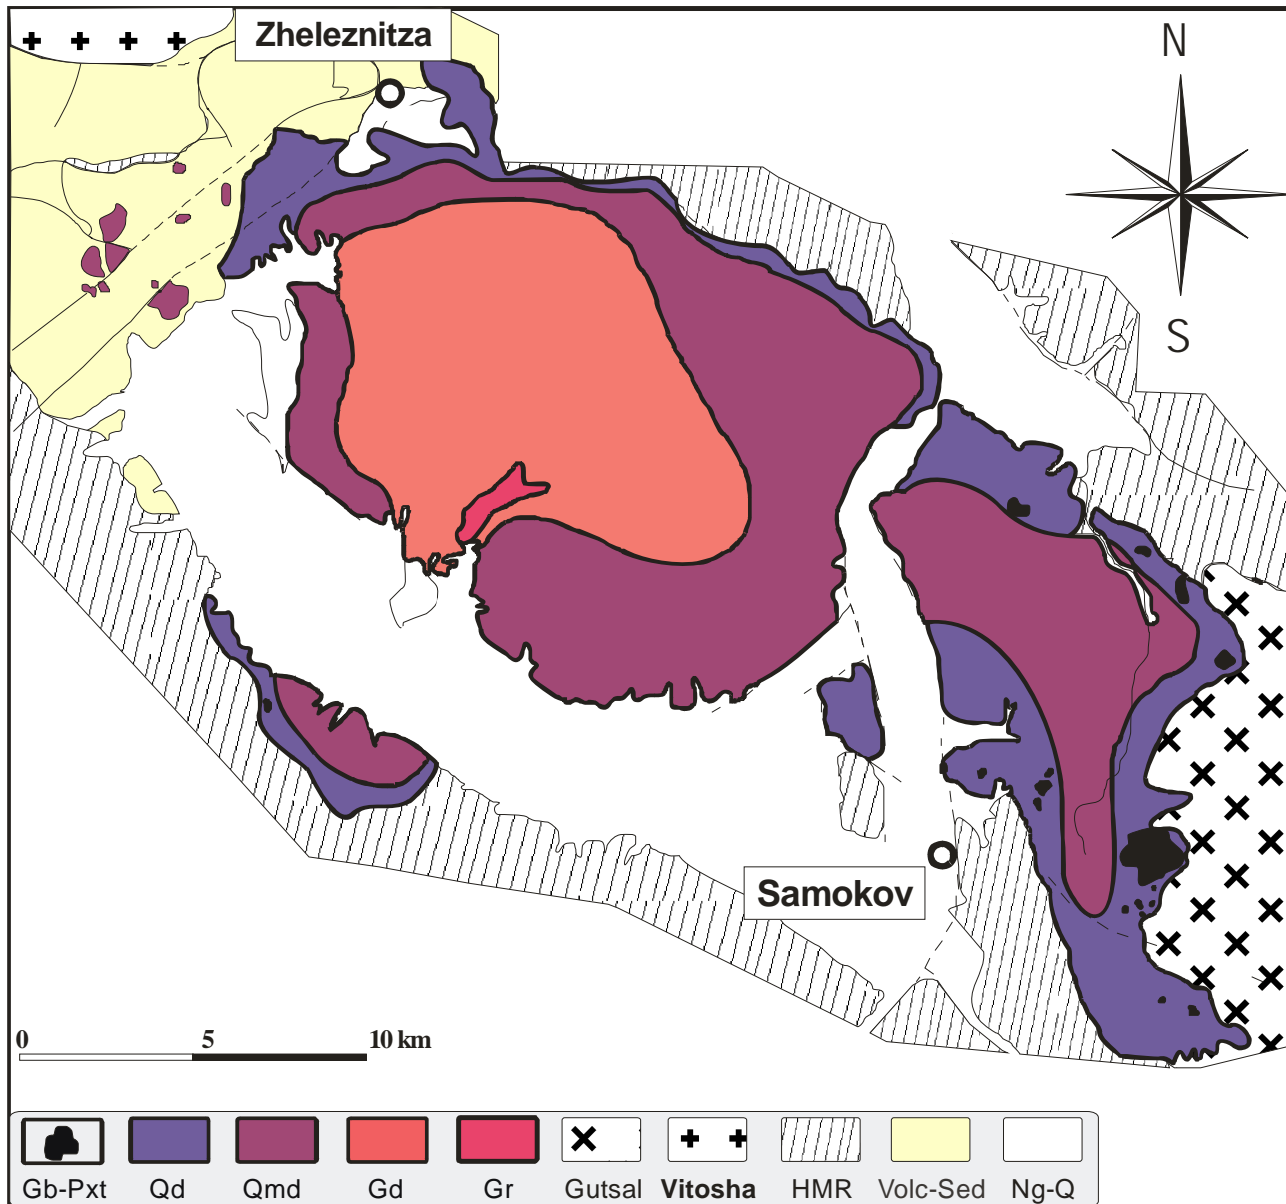 Zheleznitza
N
S
Samokov
0 5 10 km
Gb-Pxt Qd Qmd Gd Gr Gutsal Vitosha HMR Volc-Sed Ng-Q